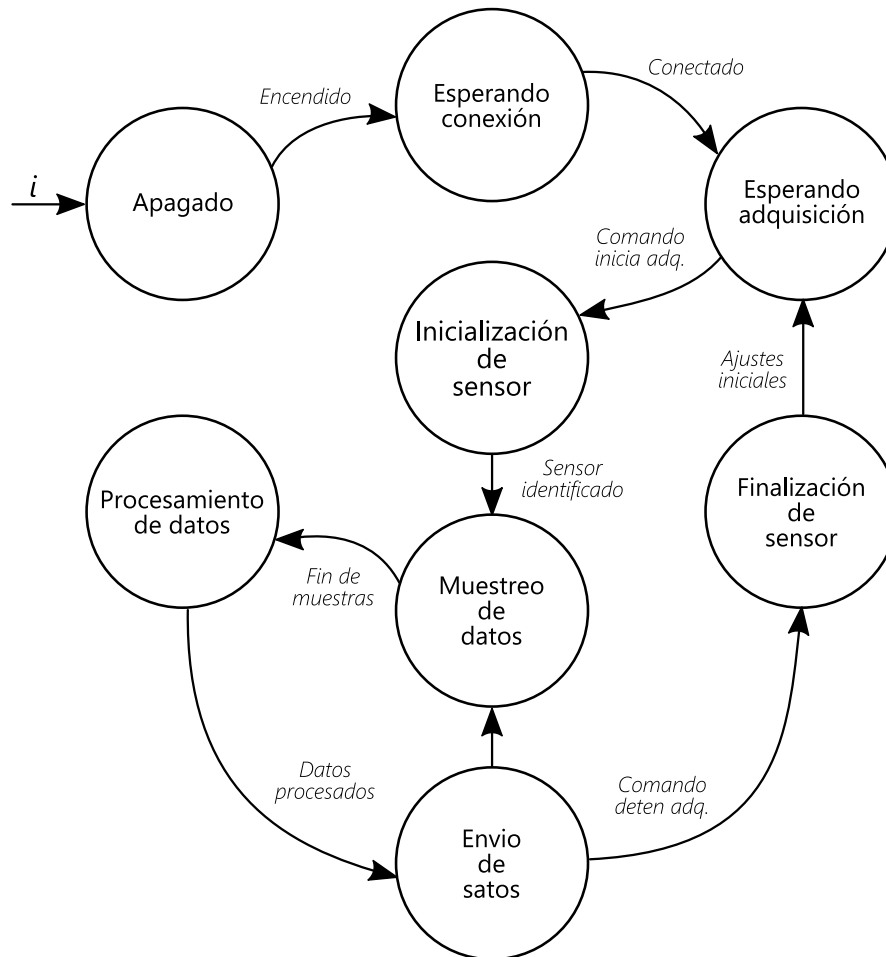 Encendido
Esperando
conexión
Conectado
i
Apagado
Esperando
adquisición
Comando
inicia adq.
Inicialización
de
sensor
Ajustes
iniciales
Sensor
identificado
Procesamiento
de datos
Finalización
de
sensor
Fin de
muestras
Muestreo
de
datos
Datos
procesados
Comando
deten adq.
Envio
de
satos